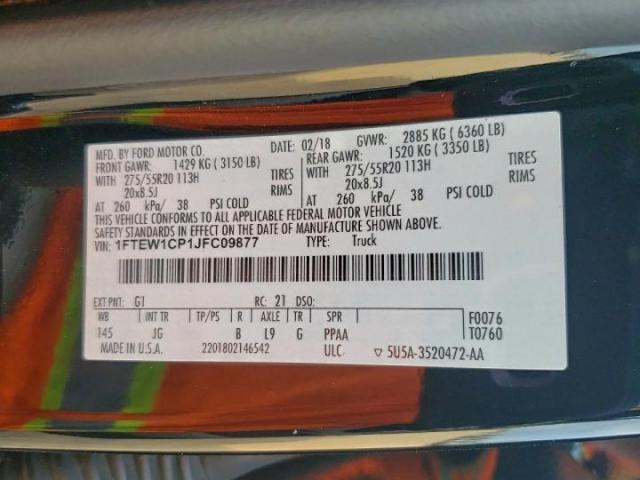 MFD. BY FORD MOTOR CO. DATE: 02/18 GVWR: 2885 KG ( 6360 LB)
FRONT GAWR: 1429 KG ( 3150 LB) REAR GAWR: 1520 KG ( 3350 LB)
WITH 275/55R20 113H TIRES WITH 275/55R20 113H TIRES
20x8.5J RIMS 20x8.5J RIMS
AT 260 kPa/ 38 PSI COLD AT 260 kPa/ 38 PSI COLD
THIS VEHICLE CONFORMS TO ALL APPLICABLE FEDERAL MOTOR VEHICLE
SAFETY STANDARDS IN EFFECT ON THE DATE OF MANUFACTURE SHOWN ABOVE.
VIN: 1FTEW1CP1JFC09877 TYPE: Truck
EXT PNT: G1 RC: 21 DSO:
WB INT TR TP/PS R AXLE TR SPR F0076
145 JG B L9 G PPAA T0760
MADE IN U.S.A. 2201802146542 ULC ▽ 5U5A-3520472-AA